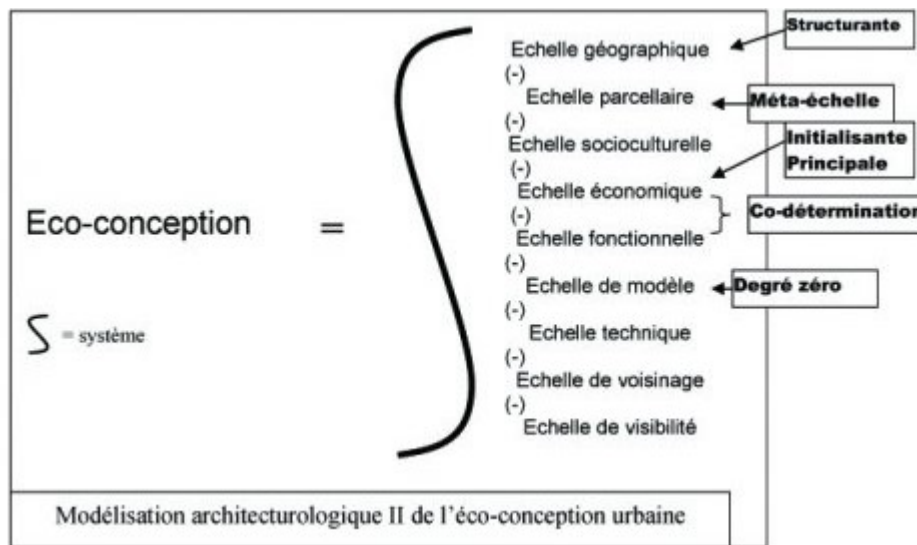 Structurante
Echelle géographique
(-)
Echelle parcellaire
Méta-échelle
(-)
Initialisante
Principale
Echelle socioculturelle
(-)
Echelle économique
Eco-conception =
(-)
Co-détermination
Echelle fonctionnelle
(-)
Echelle de modèle
Degré zéro
(-)
= système
Echelle technique
(-)
Echelle de voisinage
(-)
Echelle de visibilité
Modélisation architecturologique II de l'éco-conception urbaine